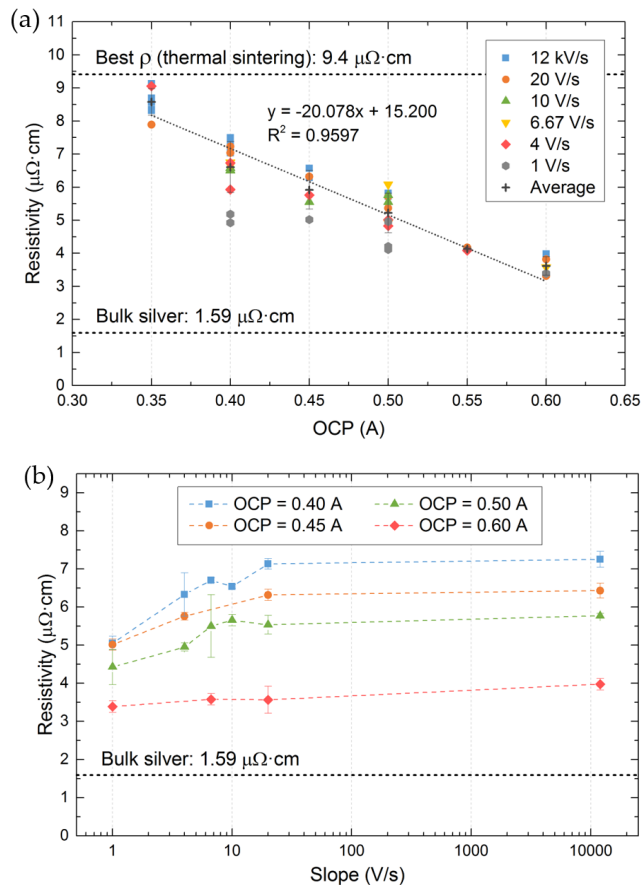 (a)
11
10
9
8
7
6
5
4
3
2
1
0
Resistivity (μΩ·cm)
Best ρ (thermal sintering): 9.4 μΩ·cm
12 kV/s
20 V/s
10 V/s
6.67 V/s
4 V/s
1 V/s
Average
y = -20.078x + 15.200
R² = 0.9597
Bulk silver: 1.59 μΩ·cm
0.30 0.35 0.40 0.45 0.50 0.55 0.60 0.65
OCP (A)
(b)
9
8
7
6
5
4
3
2
1
0
Resistivity (μΩ·cm)
OCP = 0.40 A OCP = 0.50 A
OCP = 0.45 A OCP = 0.60 A
Bulk silver: 1.59 μΩ·cm
1 10 100 1000 10000
Slope (V/s)